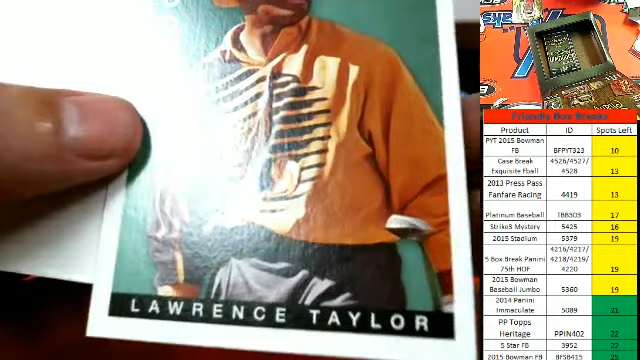 LAWRENCE TAYLOR
Friendly Box Breaks
Product ID Spots Left
PYT 2015 Bowman
FB BFPYT323 10
Case Break 4526/4527/
Exquisite Fball 4528 13
2013 Press Pass
Fanfare Racing 4419 13
Platinum Baseball TBB303 17
Strike3 Mystery 5425 16
2015 Stadium 5379 19
4216/4217/
5 Box Break Panini 4218/4219/
75th HOF 4220 19
2015 Bowman
Baseball Jumbo 5360 19
2014 Panini
Immaculate 5089 21
PP Topps
Heritage PPIN402 22
5 Star FB 3952 22
2015 Bowman FB BFSB415 25